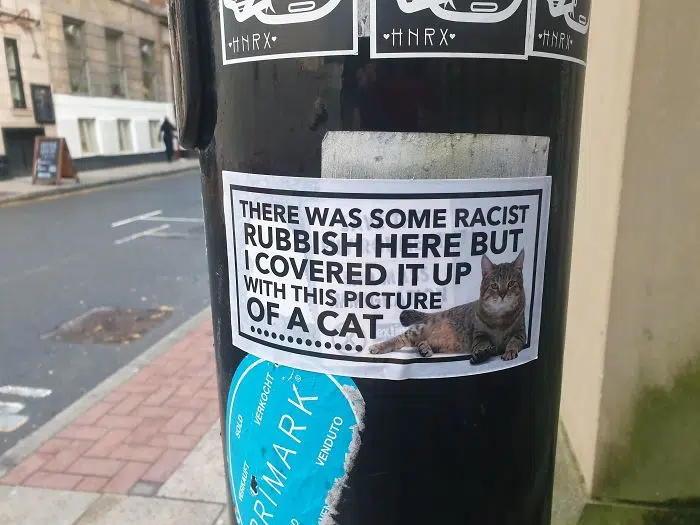 ♥HNRX♥
♥HNRX♥
♥HNRX
THERE WAS SOME RACIST
RUBBISH HERE BUT
I COVERED IT UP
WITH THIS PICTURE
OF A CAT
SOLD
VERKOCHT
PRIMARK
VENDUTO
VERKAUFT